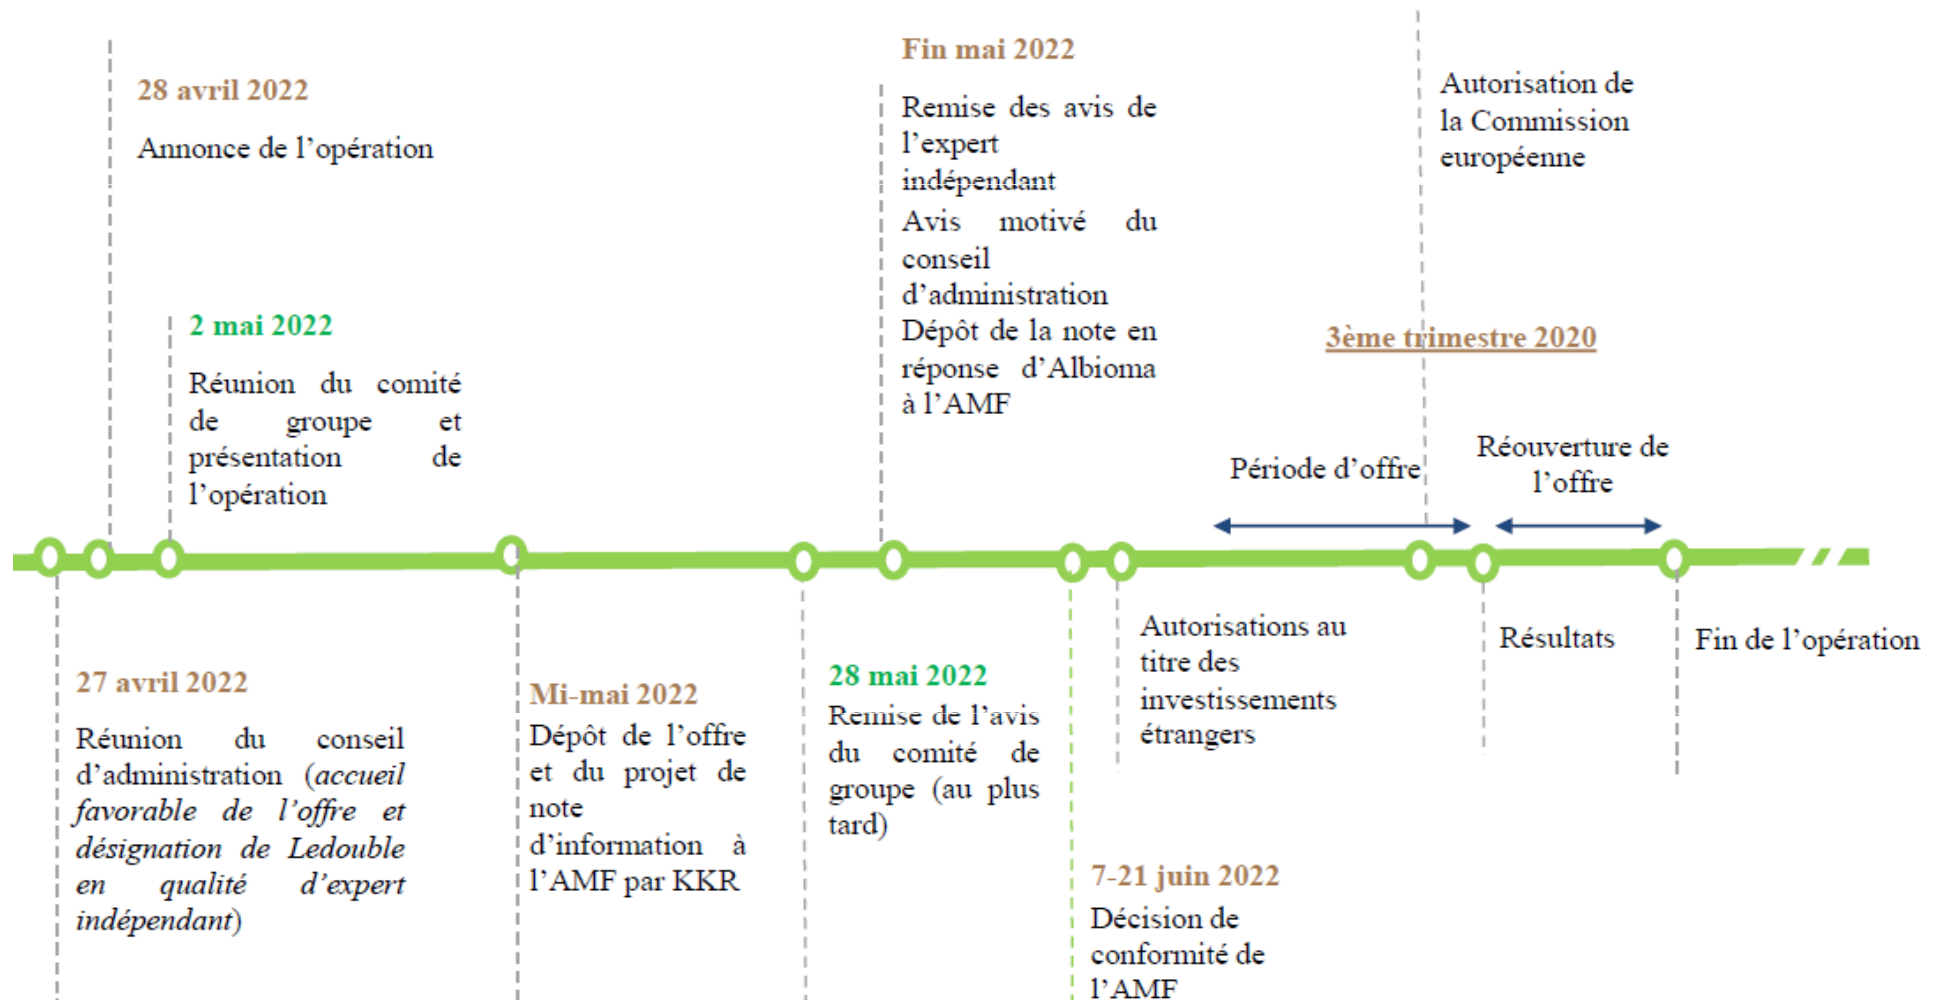 28 avril 2022
Annonce de l’opération
2 mai 2022
Réunion du comité
de groupe et
présentation de
l’opération
Fin mai 2022
Remise des avis de
l’expert
indépendant
Avis motivé du
conseil
d’administration
Dépôt de la note en
réponse d’Albioma
à l’AMF
Autorisation de
la Commission
européenne
3ème trimestre 2020
Période d’offre
Réouverture de
l’offre
27 avril 2022
Réunion du conseil
d’administration (accueil
favorable de l’offre et
désignation de Ledouble
en qualité d’expert
indépendant)
Mi-mai 2022
Dépôt de l’offre
et du projet de
note
d’information à
l’AMF par KKR
28 mai 2022
Remise de l’avis
du comité de
groupe (au plus
tard)
7-21 juin 2022
Décision de
conformité de
l’AMF
Autorisations au
titre des
investissements
étrangers
Résultats
Fin de l’opération